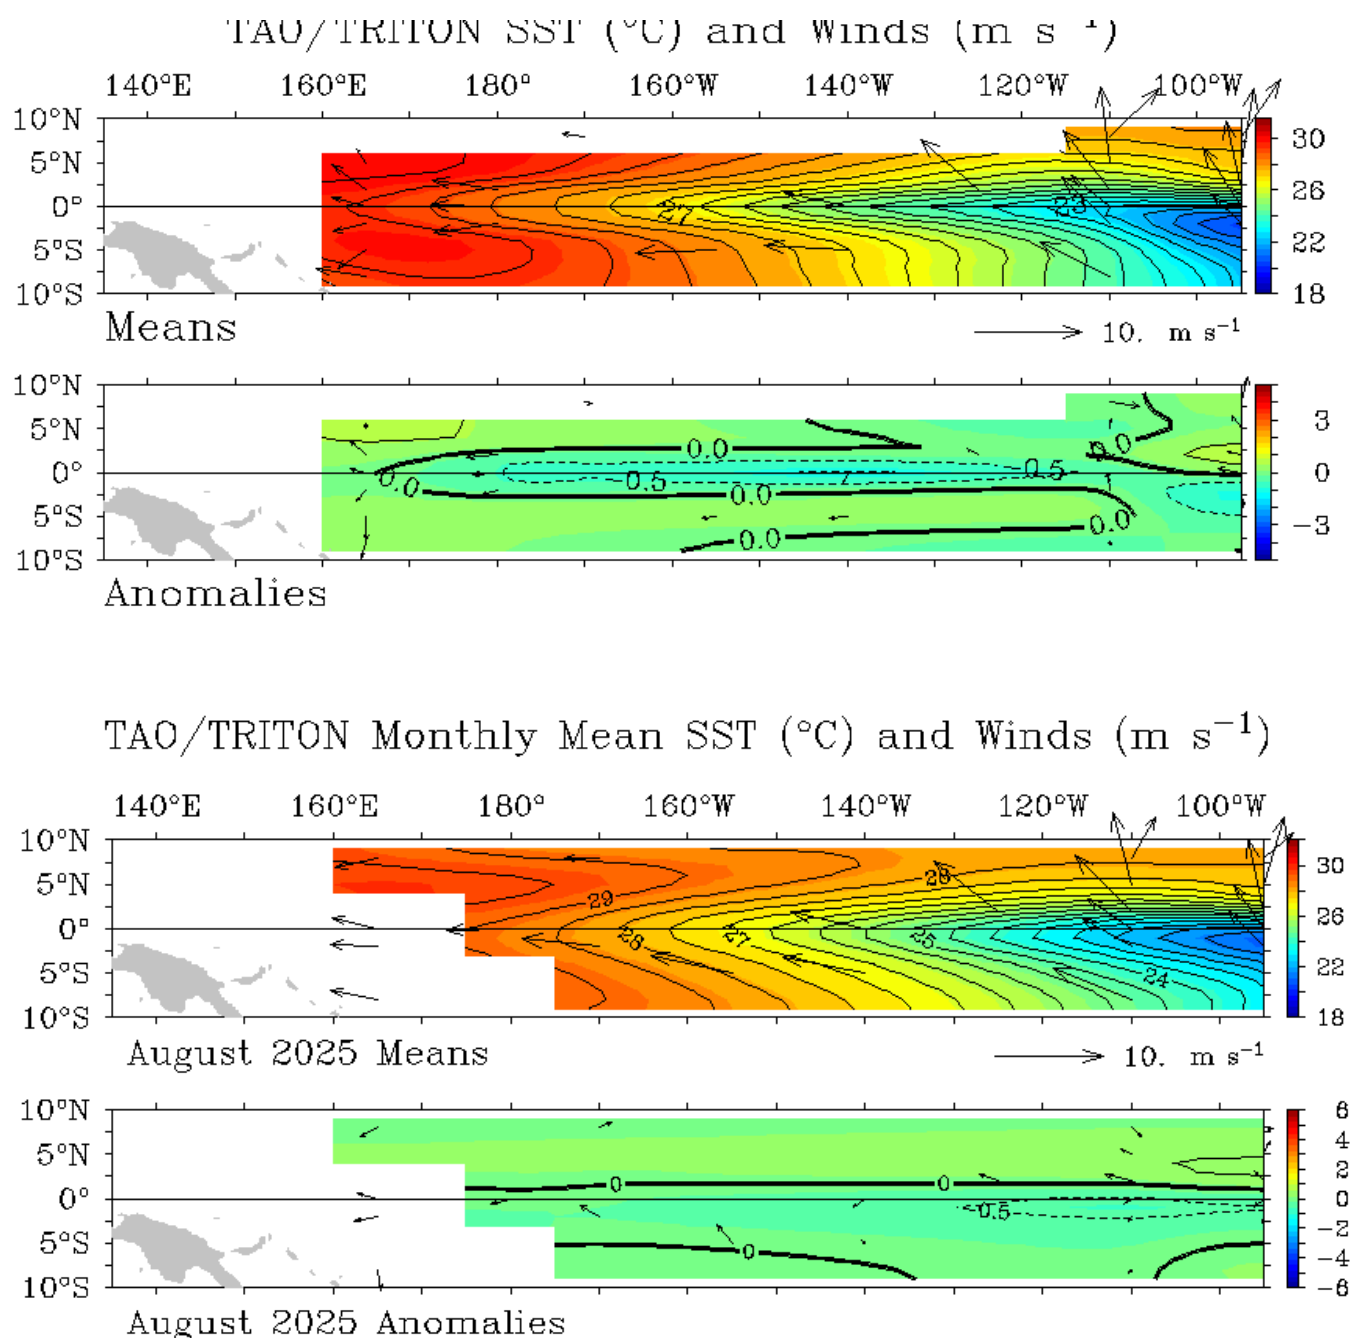 TAO/TRITON SST (°C) and Winds (m s⁻¹)
140°E 160°E 180° 160°W 140°W 120°W 100°W
10°N
5°N
0°
5°S
10°S
27
23
30
26
22
18
Means
10. m s⁻¹
10°N
5°N
0°
5°S
10°S
0.0
0.0
0.0
0.5
0.5
0.0
0.0
0.0
3
0
−3
Anomalies
TAO/TRITON Monthly Mean SST (°C) and Winds (m s⁻¹)
140°E 160°E 180° 160°W 140°W 120°W 100°W
10°N
5°N
0°
5°S
10°S
29
28
28
27
25
24
30
26
22
18
August 2025 Means
10. m s⁻¹
10°N
5°N
0°
5°S
10°S
0
0
0.5
0
6
4
2
0
−2
−4
−6
August 2025 Anomalies